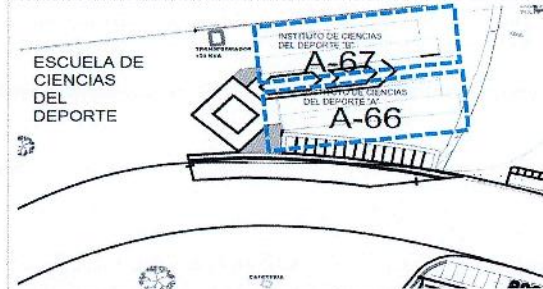 ESCUELA DE
CIENCIAS
DEL
DEPORTE
TRANSFORMADOR
INSTITUTO DE CIENCIAS
DEL DEPORTE "B"
A-67
INSTITUTO DE CIENCIAS
DEL DEPORTE "A"
A-66
CAFETERIA